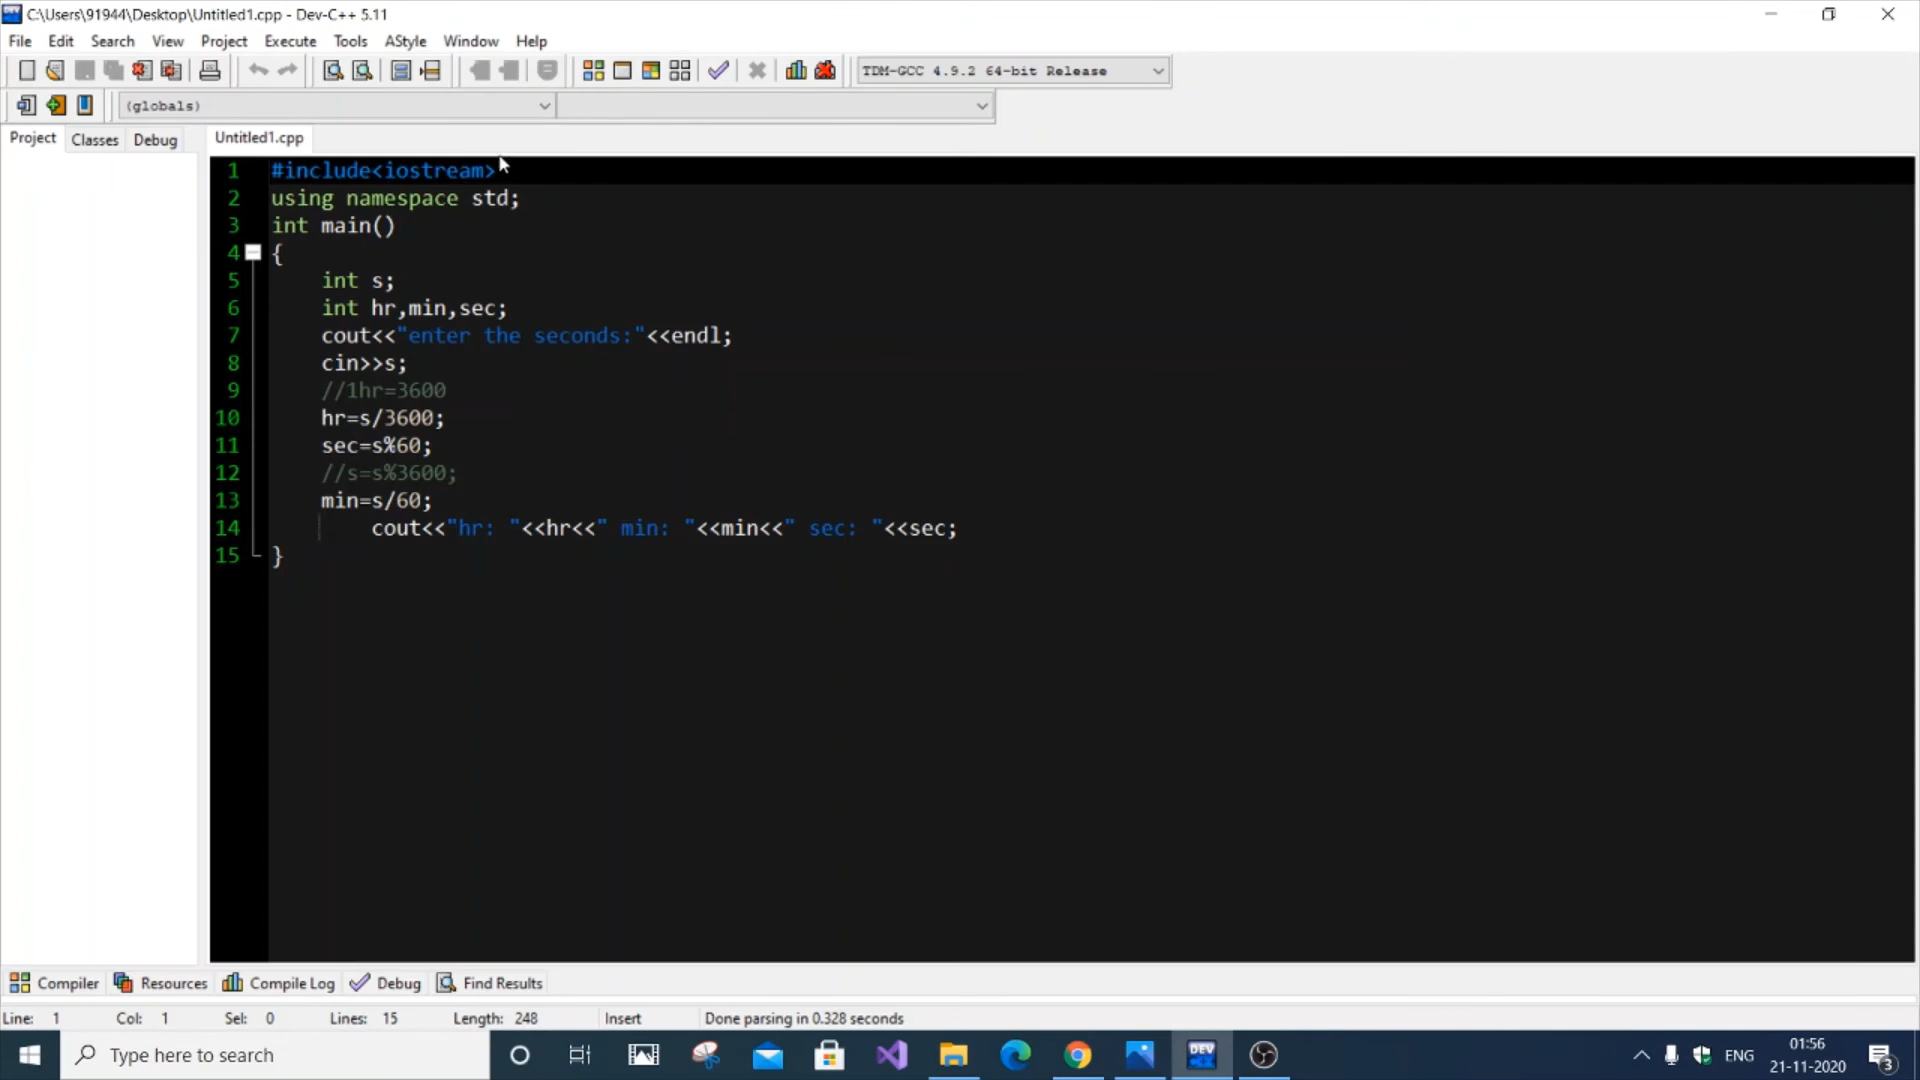 C:\Users\91944\Desktop\Untitled1.cpp - Dev-C++ 5.11
File Edit Search View Project Execute Tools AStyle Window Help
TDM-GCC 4.9.2 64-bit Release
(globals)
Project Classes Debug Untitled1.cpp
1 #include<iostream>
2 using namespace std;
3 int main()
4 {
5 int s;
6 int hr,min,sec;
7 cout<<"enter the seconds:"<<endl;
8 cin>>s;
9 //1hr=3600
10 hr=s/3600;
11 sec=s%60;
12 //s=s%3600;
13 min=s/60;
14 cout<<"hr: "<<hr<<" min: "<<min<<" sec: "<<sec;
15 }
Compiler Resources Compile Log Debug Find Results
Line: 1 Col: 1 Sel: 0 Lines: 15 Length: 248 Insert Done parsing in 0.328 seconds
Type here to search DEV ENG 01:56
21-11-2020 3